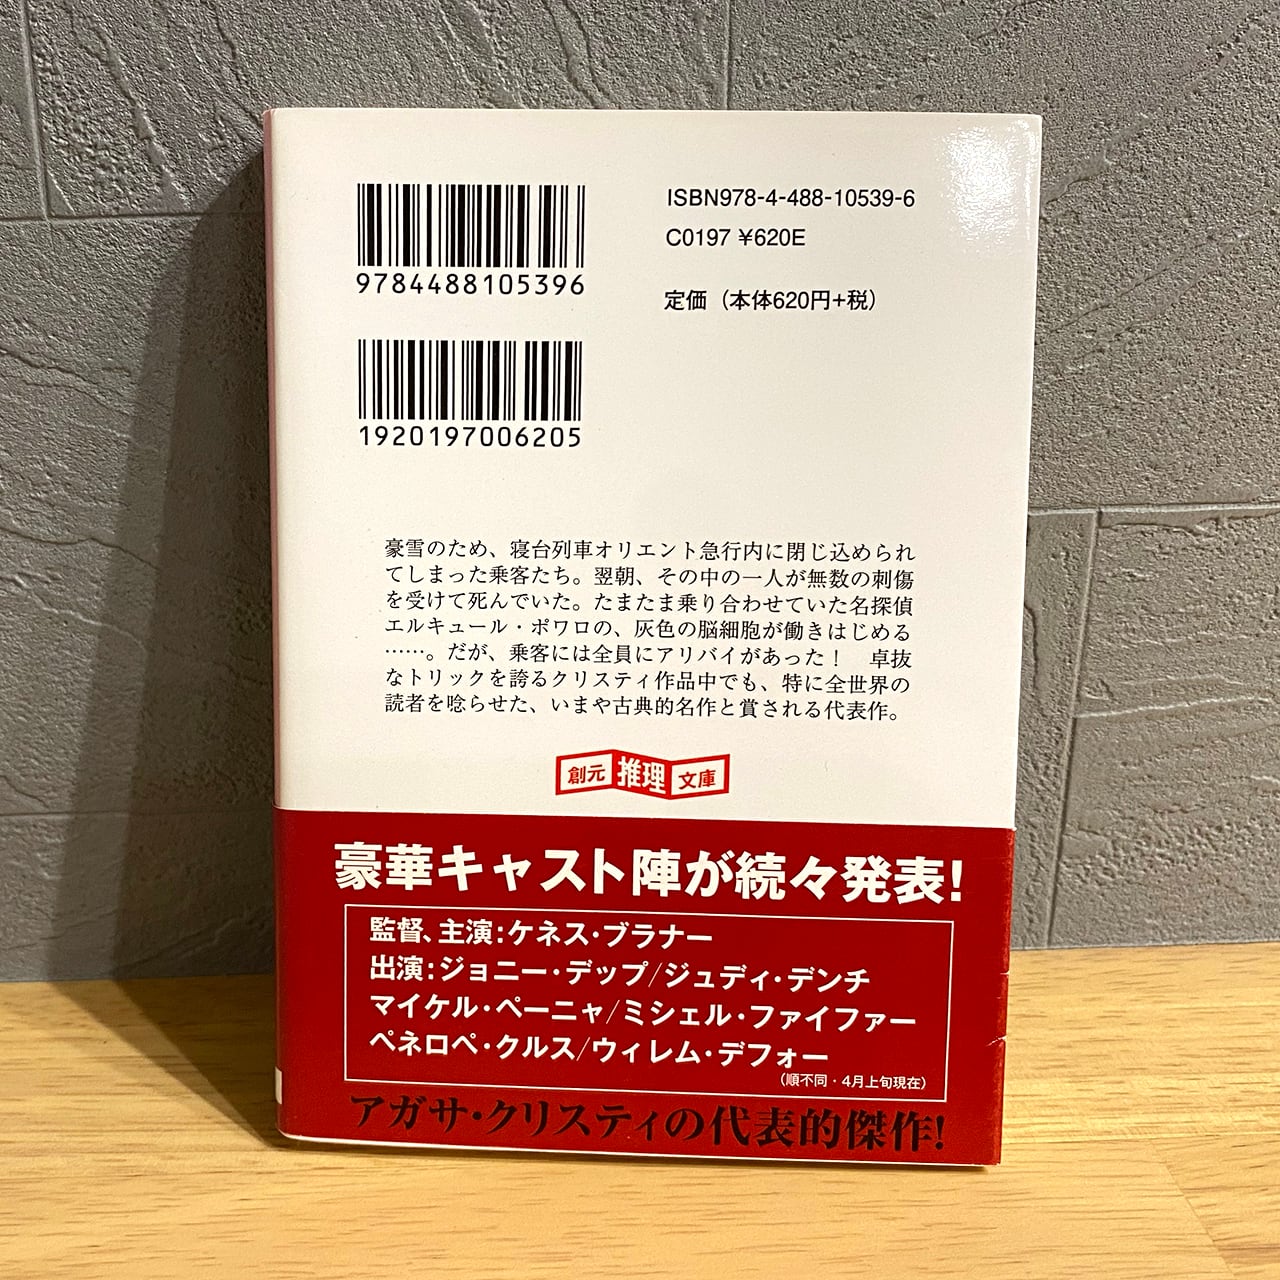 9784488105396
ISBN978-4-488-10539-6
C0197 ¥620E
定価（本体620円+税）
1920197006205
豪雪のため、寝台列車オリエント急行内に閉じ込められ
てしまった乗客たち。翌朝、その中の一人が無数の刺傷
を受けて死んでいた。たまたま乗り合わせていた名探偵
エルキュール・ポワロの、灰色の脳細胞が働きはじめる
……。だが、乗客には全員にアリバイがあった！　卓抜
なトリックを誇るクリスティ作品中でも、特に全世界の
読者を唸らせた、いまや古典的名作と賞される代表作。
創元推理文庫
豪華キャスト陣が続々発表!
監督、主演:ケネス・ブラナー
出演:ジョニー・デップ/ジュディ・デンチ
マイケル・ペーニャ/ミシェル・ファイファー
ペネロペ・クルス/ウィレム・デフォー
（順不同・4月上旬現在）
アガサ・クリスティの代表的傑作!